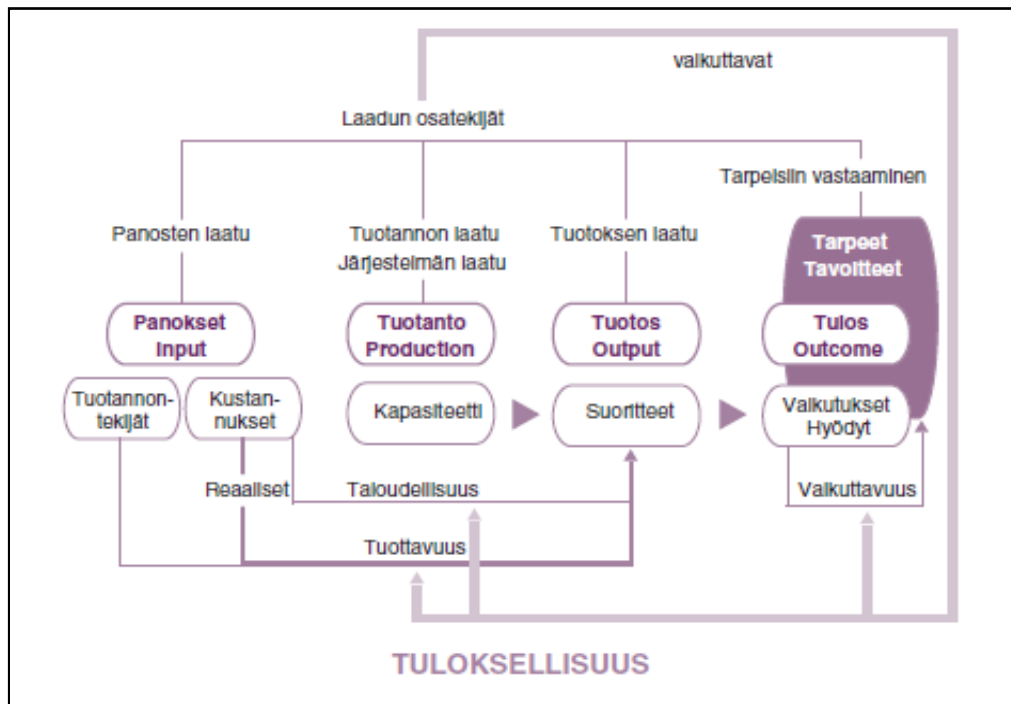 vaikuttavat
Laadun osatekijät
Tarpeisiin vastaaminen
Panosten laatu
Tuotannon laatu
Järjestelmän laatu
Tuotoksen laatu
Tarpeet
Tavoitteet
Panokset
Input
Tuotanto
Production
Tuotos
Output
Tulos
Outcome
Tuotannon-
tekijät
Kustan-
nukset
Kapasiteetti
Suoritteet
Vaikutukset
Hyödyt
Reaaliset
Taloudellisuus
Vaikuttavuus
Tuottavuus
TULOKSELLISUUS